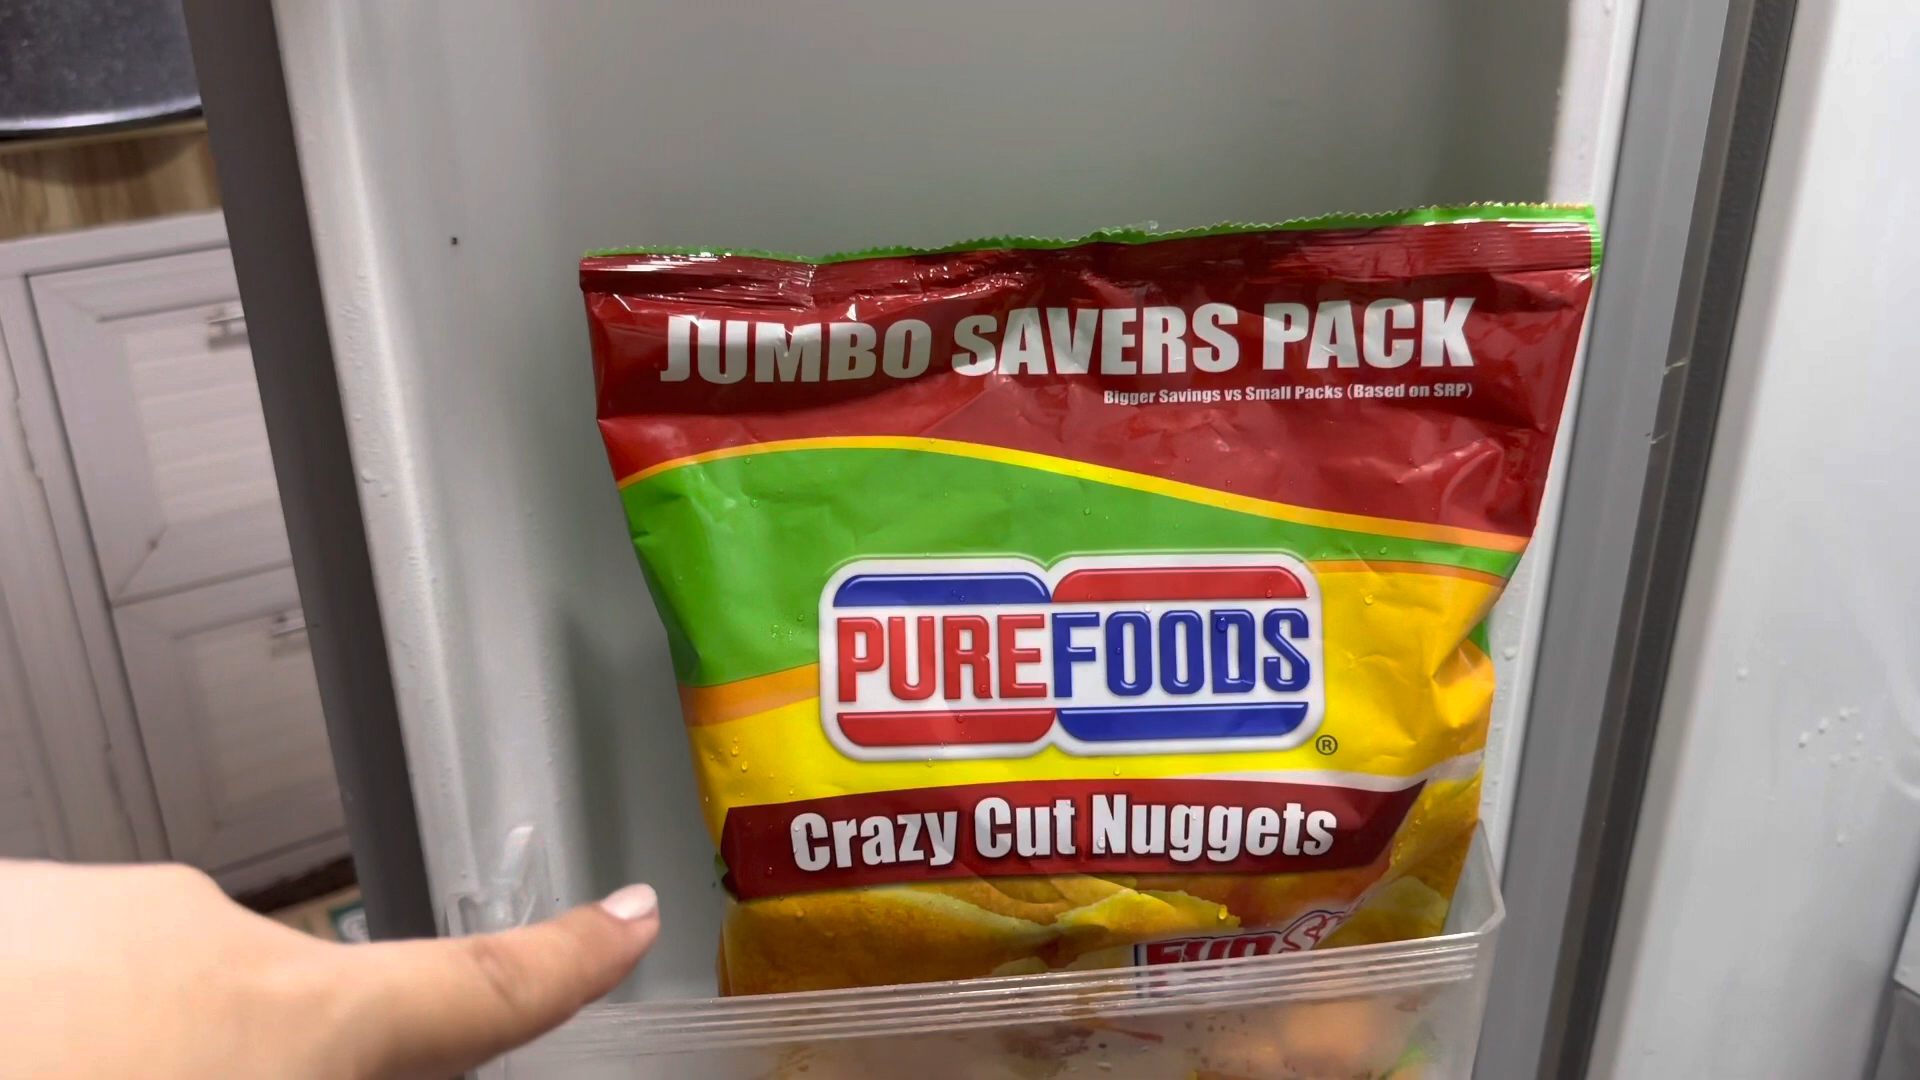 JUMBO SAVERS PACK
Bigger Savings vs Small Packs (Based on SRP)
PUREFOODS
®
Crazy Cut Nuggets